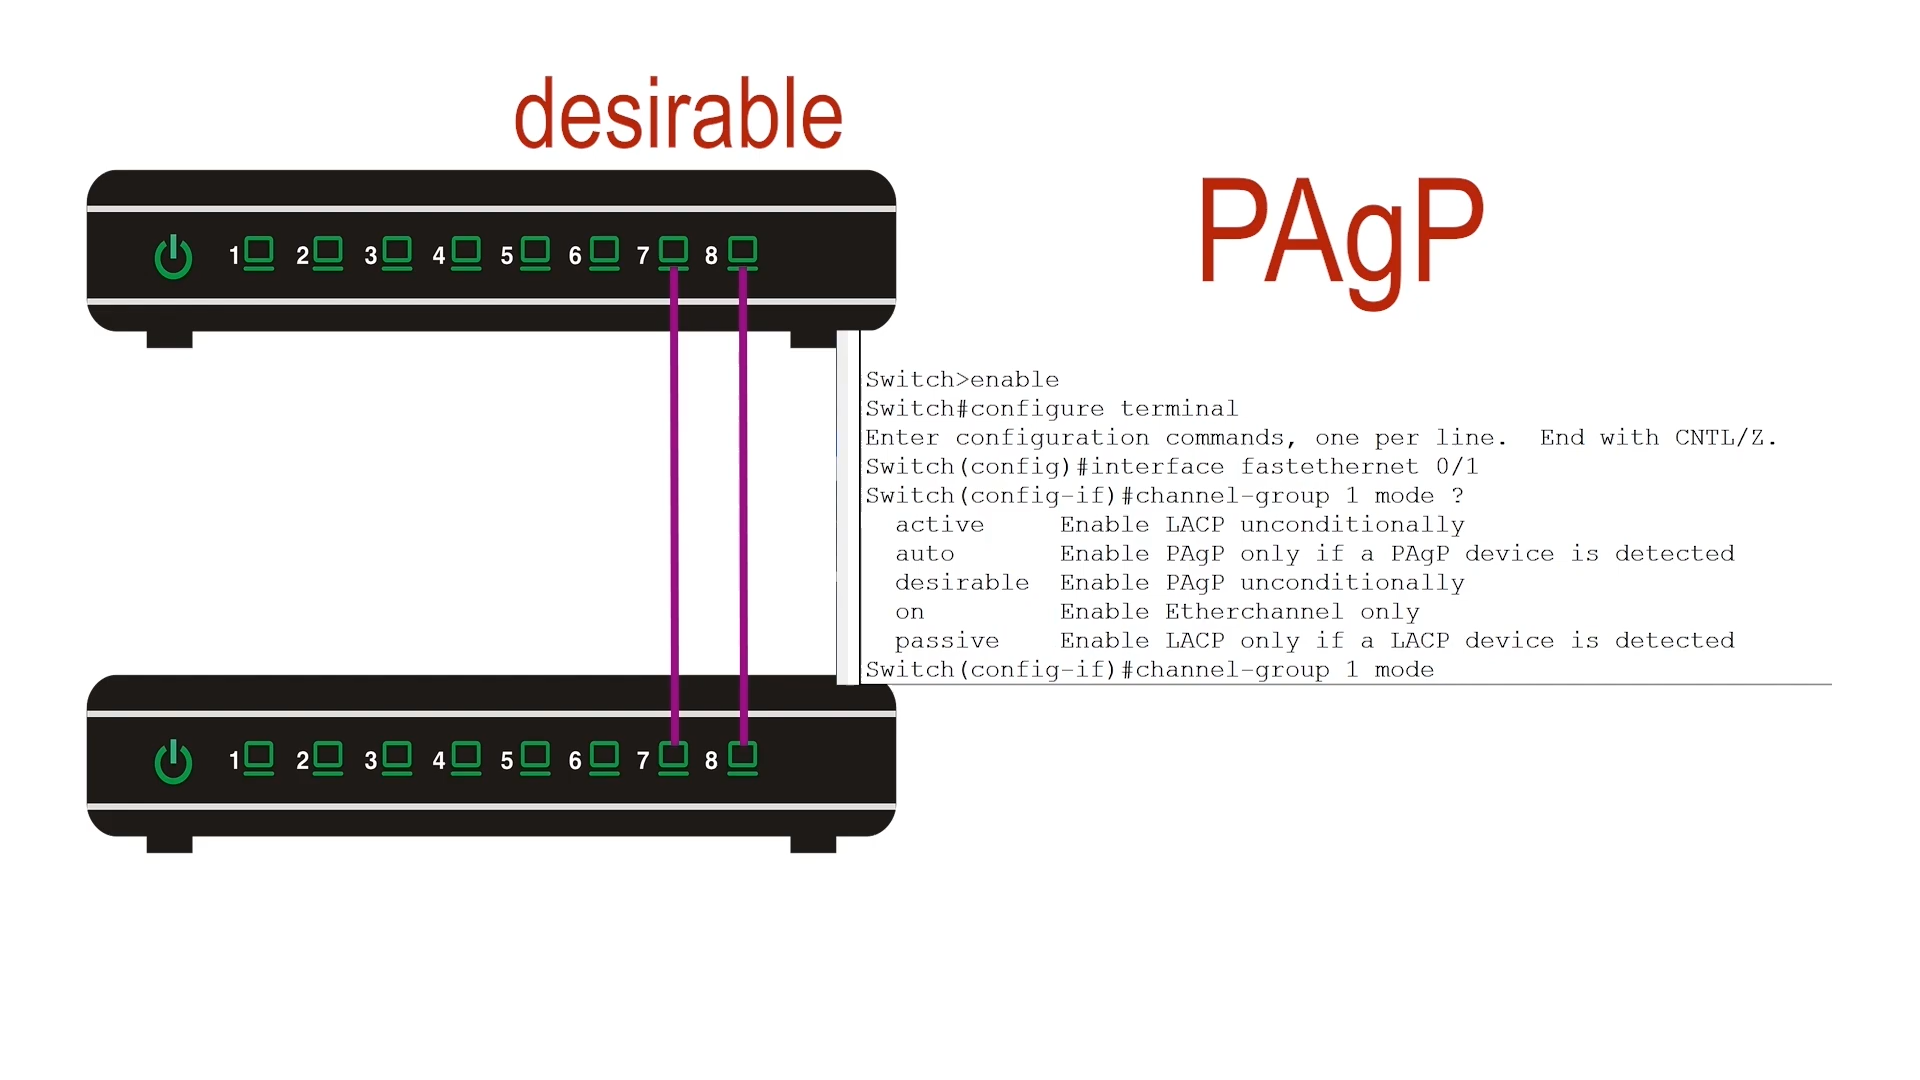 desirable
PAgP
1 2 3 4 5 6 7 8
Switch>enable
Switch#configure terminal
Enter configuration commands, one per line.  End with CNTL/Z.
Switch(config)#interface fastethernet 0/1
Switch(config-if)#channel-group 1 mode ?
  active     Enable LACP unconditionally
  auto       Enable PAgP only if a PAgP device is detected
  desirable  Enable PAgP unconditionally
  on         Enable Etherchannel only
  passive    Enable LACP only if a LACP device is detected
Switch(config-if)#channel-group 1 mode
1 2 3 4 5 6 7 8